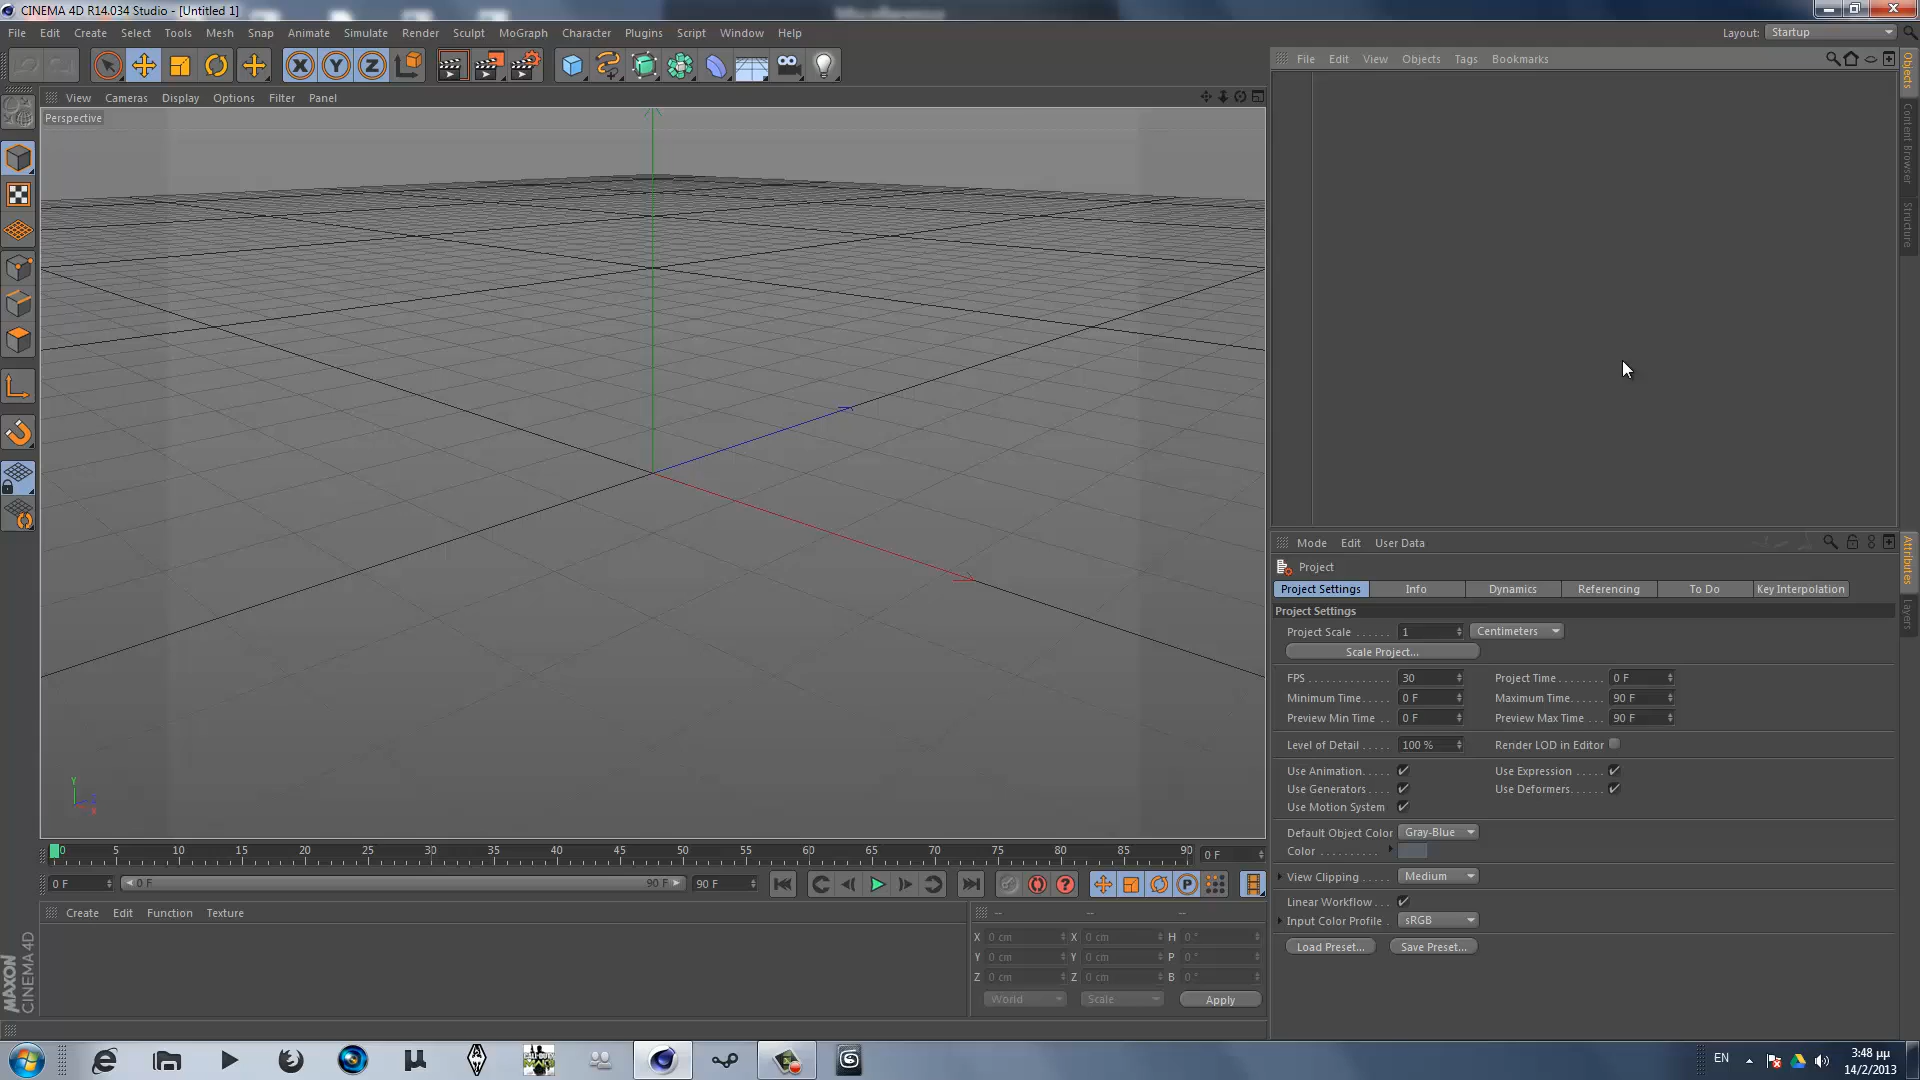 CINEMA 4D R14.034 Studio - [Untitled 1]
File Edit Create Select Tools Mesh Snap Animate Simulate Render Sculpt MoGraph Character Plugins Script Window Help
Layout: Startup
View Cameras Display Options Filter Panel
File Edit View Objects Tags Bookmarks
Perspective
Objects
Content Browser
Structure
Mode Edit User Data
Project
Project Settings Info Dynamics Referencing To Do Key Interpolation
Attributes
Layers
Project Settings
Project Scale 1 Centimeters
Scale Project...
FPS 30 Project Time 0 F
Minimum Time 0 F Maximum Time 90 F
Preview Min Time 0 F Preview Max Time 90 F
Level of Detail 100 % Render LOD in Editor
Use Animation Use Expression
Use Generators Use Deformers
Use Motion System
Default Object Color Gray-Blue
Color
View Clipping Medium
Linear Workflow
Input Color Profile sRGB
Load Preset... Save Preset...
Y
0 5 10 15 20 25 30 35 40 45 50 55 60 65 70 75 80 85 90 0 F
0 F 0 F 90 F 90 F
P
Create Edit Function Texture
-- -- --
X 0 cm X 0 cm H 0 °
Y 0 cm Y 0 cm P 0 °
Z 0 cm Z 0 cm B 0 °
World Scale Apply
MAXON
CINEMA 4D
EN
3:48 μμ
14/2/2013